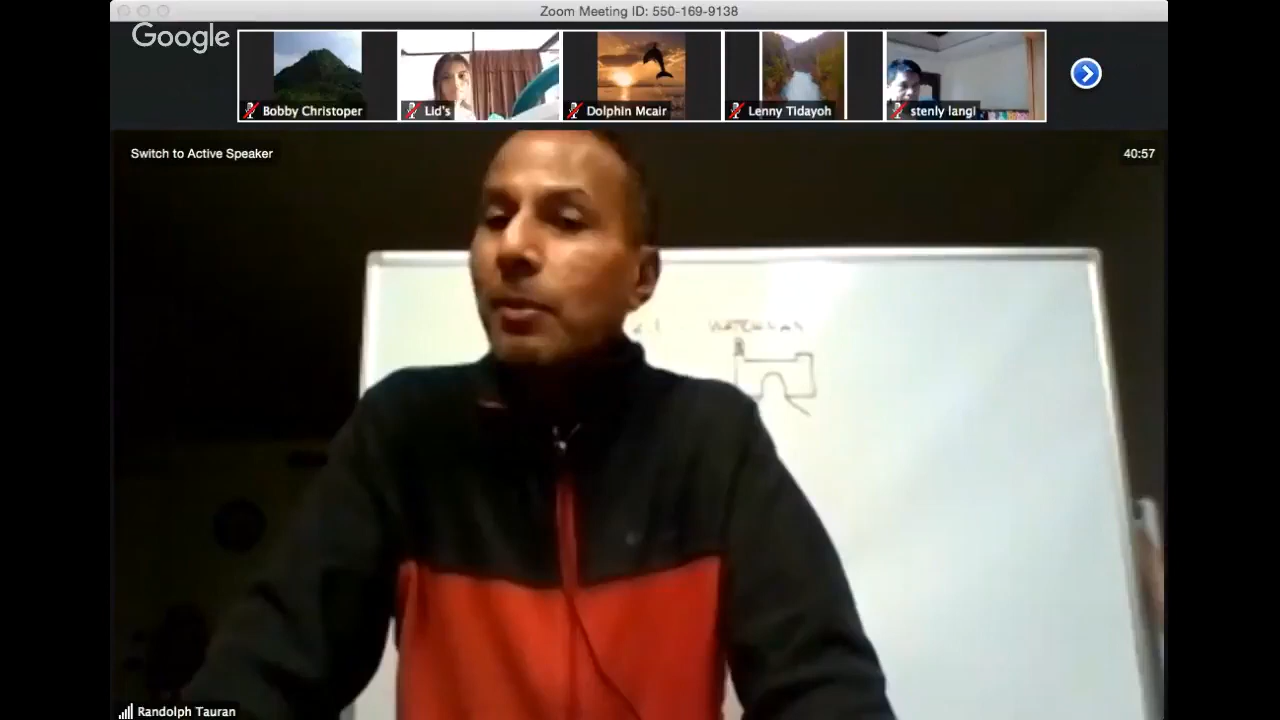 Zoom Meeting ID: 550-169-9138
Google
Bobby Christoper
Lid's
Dolphin Mcair
Lenny Tidayoh
stenly langi
Switch to Active Speaker
40:57
Randolph Tauran